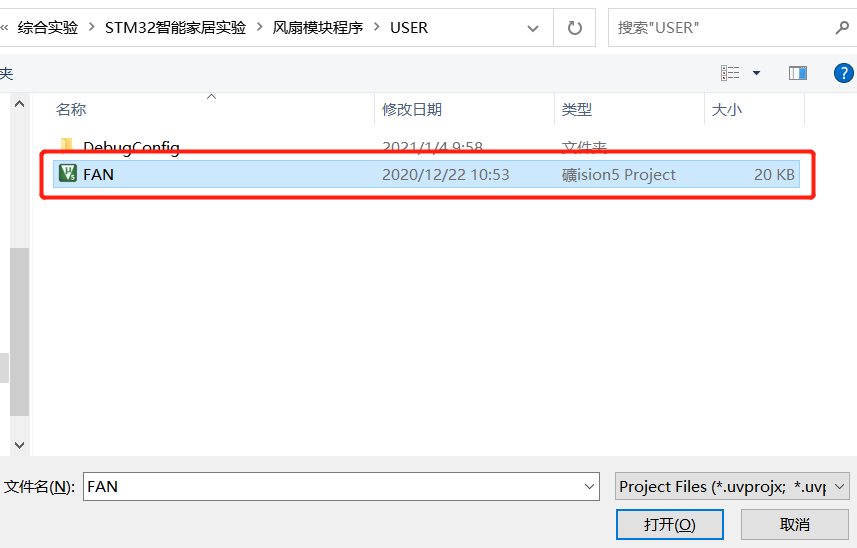 « 综合实验 > STM32智能家居实验 > 风扇模块程序 > USER 搜索"USER"
夹
名称 修改日期 类型 大小
DebugConfig 2021/1/4 9:58 文件夹
FAN 2020/12/22 10:53 礦ision5 Project 20 KB
文件名(N): FAN Project Files (*.uvprojx; *.uvp
打开(O) 取消